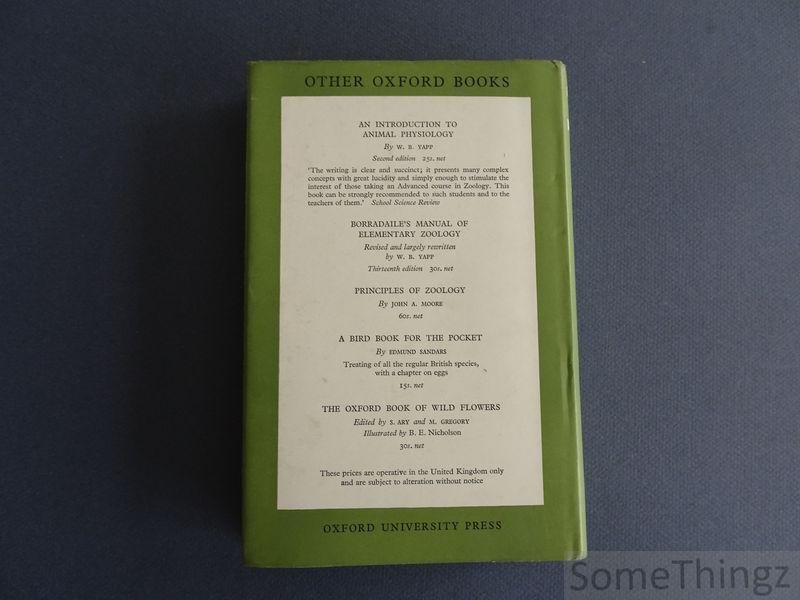 OTHER OXFORD BOOKS
AN INTRODUCTION TO
ANIMAL PHYSIOLOGY
By W. B. YAPP
Second edition 25s. net
'The writing is clear and succinct; it presents many complex
concepts with great lucidity and simply enough to stimulate the
interest of those taking an Advanced course in Zoology. This
book can be strongly recommended to such students and to the
teachers of them.' School Science Review
BORRADAILE'S MANUAL OF
ELEMENTARY ZOOLOGY
Revised and largely rewritten
by W. B. YAPP
Thirteenth edition 30s. net
PRINCIPLES OF ZOOLOGY
By JOHN A. MOORE
60s. net
A BIRD BOOK FOR THE POCKET
By EDMUND SANDARS
Treating of all the regular British species,
with a chapter on eggs
15s. net
THE OXFORD BOOK OF WILD FLOWERS
Edited by S. ARY and M. GREGORY
Illustrated by B. E. Nicholson
30s. net
These prices are operative in the United Kingdom only
and are subject to alteration without notice
OXFORD UNIVERSITY PRESS
SomeThingz